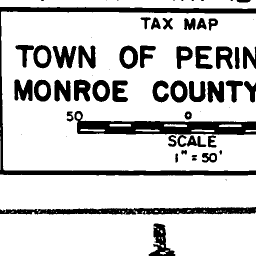 TAX MAP
TOWN OF PERIN
MONROE COUNTY
50 0
SCALE
1" = 50'